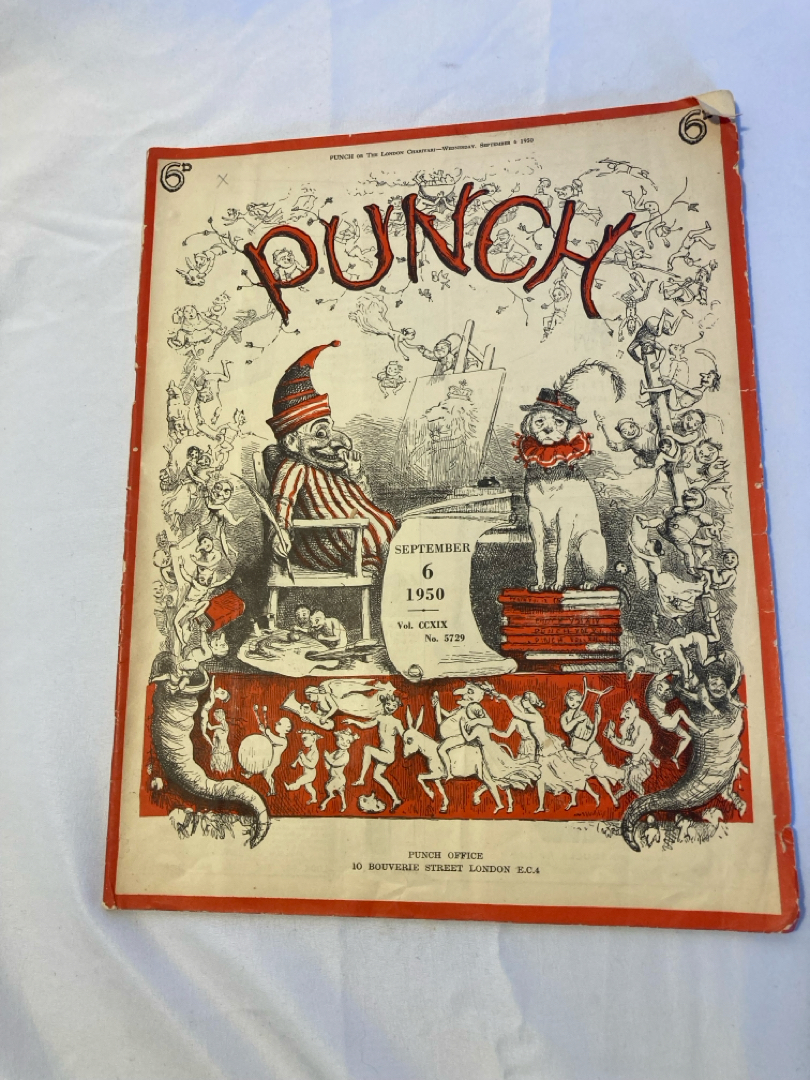 PUNCH OR THE LONDON CHARIVARI—WEDNESDAY, SEPTEMBER 6 1950
6D
6D
PUNCH
SEPTEMBER
6
1950
Vol. CCXIX
No. 5729
PUNCH OFFICE
10 BOUVERIE STREET LONDON E.C.4